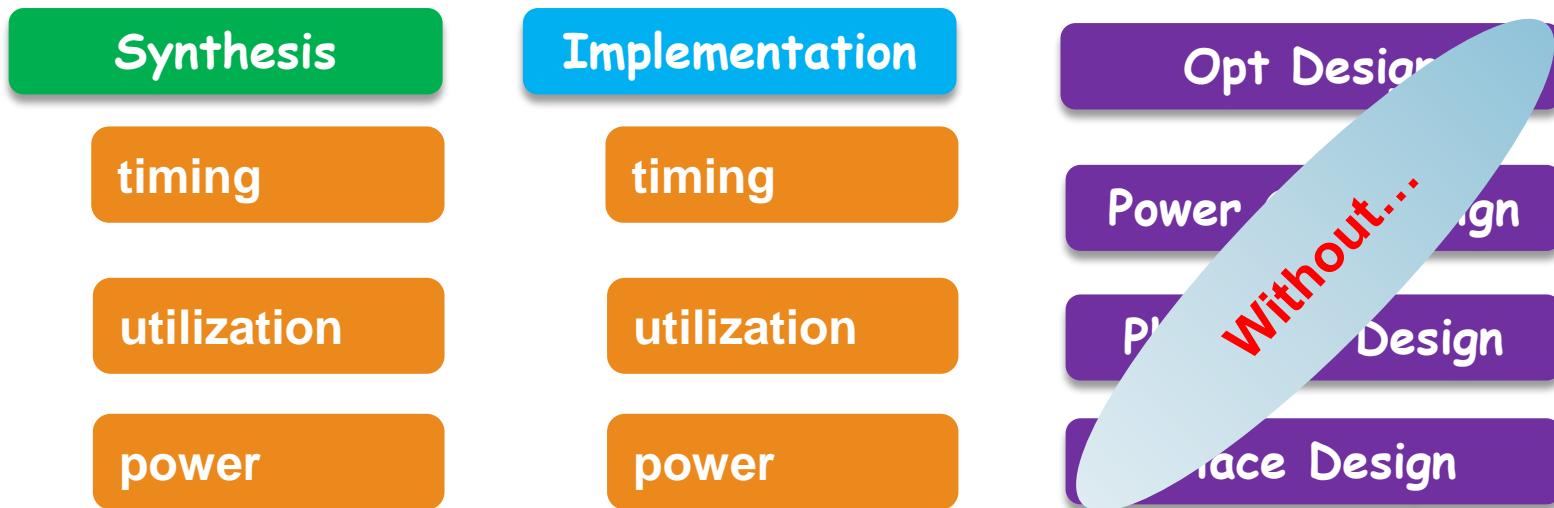 Synthesis
timing
utilization
power
Implementation
timing
utilization
power
Opt Desig
Power
ign
Design
ace Design
Without…